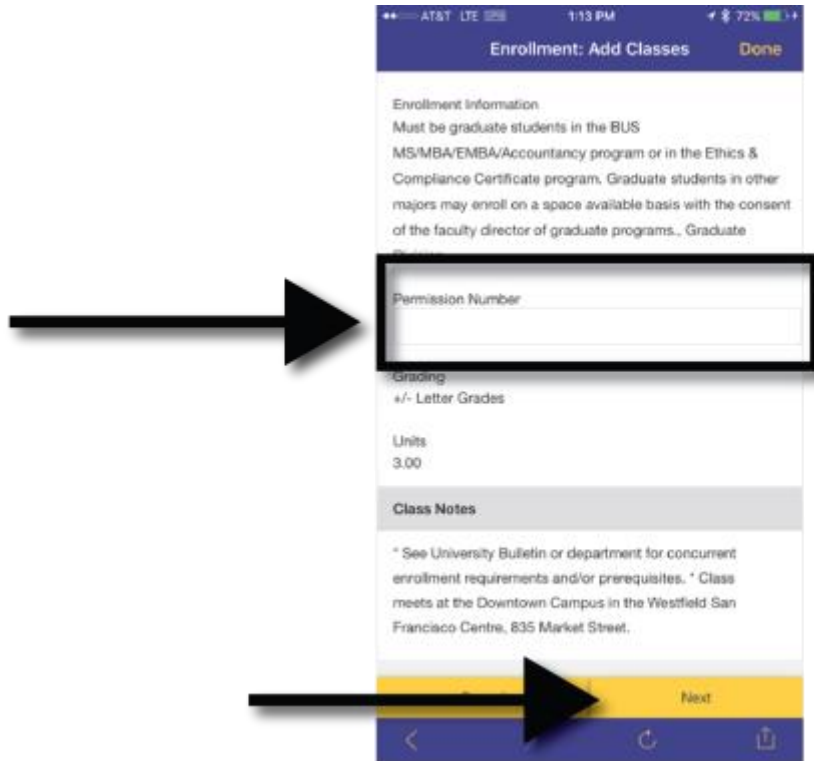 AT&T LTE 1:13 PM 72%
Enrollment: Add Classes Done
Enrollment Information
Must be graduate students in the BUS
MS/MBA/EMBA/Accountancy program or in the Ethics &
Compliance Certificate program. Graduate students in other
majors may enroll on a space available basis with the consent
of the faculty director of graduate programs., Graduate
Permission Number
Grading
+/- Letter Grades
Units
3.00
Class Notes
* See University Bulletin or department for concurrent
enrollment requirements and/or prerequisites. * Class
meets at the Downtown Campus in the Westfield San
Francisco Centre, 835 Market Street.
Next